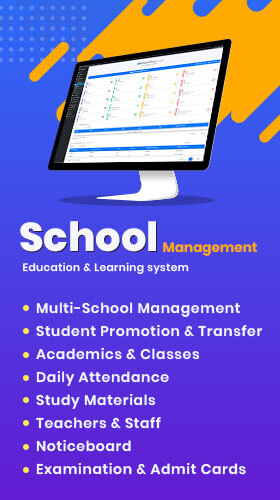 School Management
Education & Learning system
Multi-School Management
Student Promotion & Transfer
Academics & Classes
Daily Attendance
Study Materials
Teachers & Staff
Noticeboard
Examination & Admit Cards